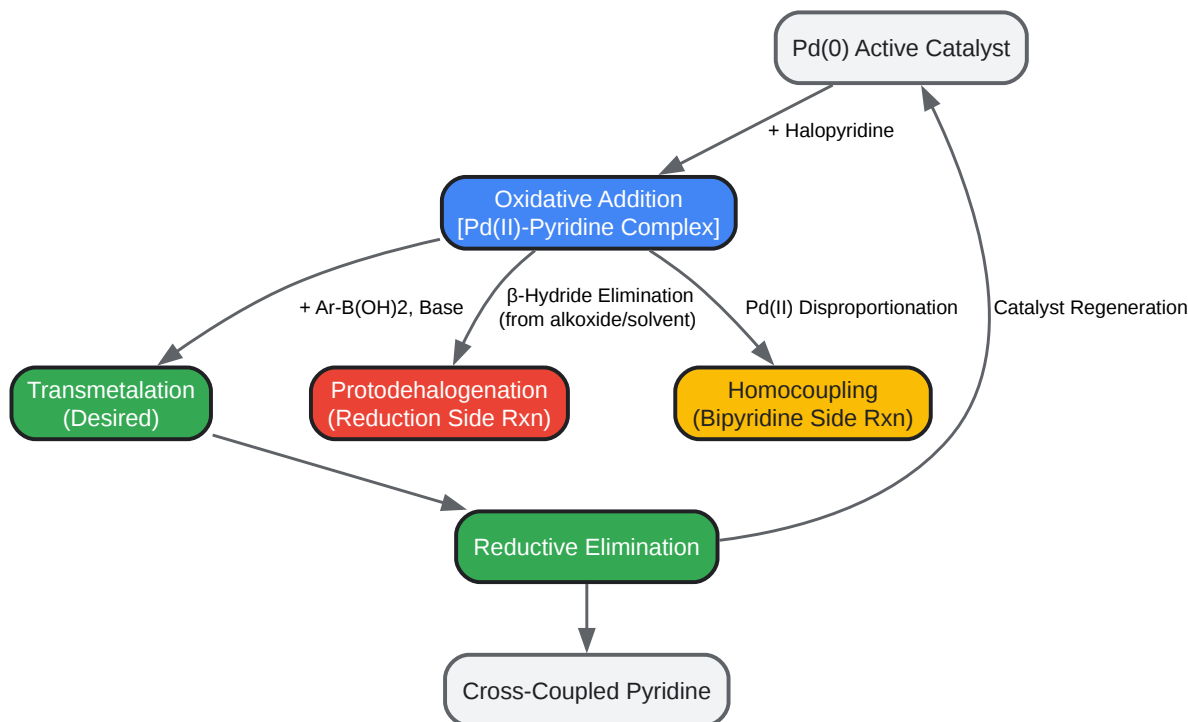 Pd(0) Active Catalyst
+ Halopyridine
Oxidative Addition
[Pd(II)-Pyridine Complex]
+ Ar-B(OH)2, Base
β-Hydride Elimination
(from alkoxide/solvent)
Pd(II) Disproportionation
Catalyst Regeneration
Transmetalation
(Desired)
Protodehalogenation
(Reduction Side Rxn)
Homocoupling
(Bipyridine Side Rxn)
Reductive Elimination
Cross-Coupled Pyridine